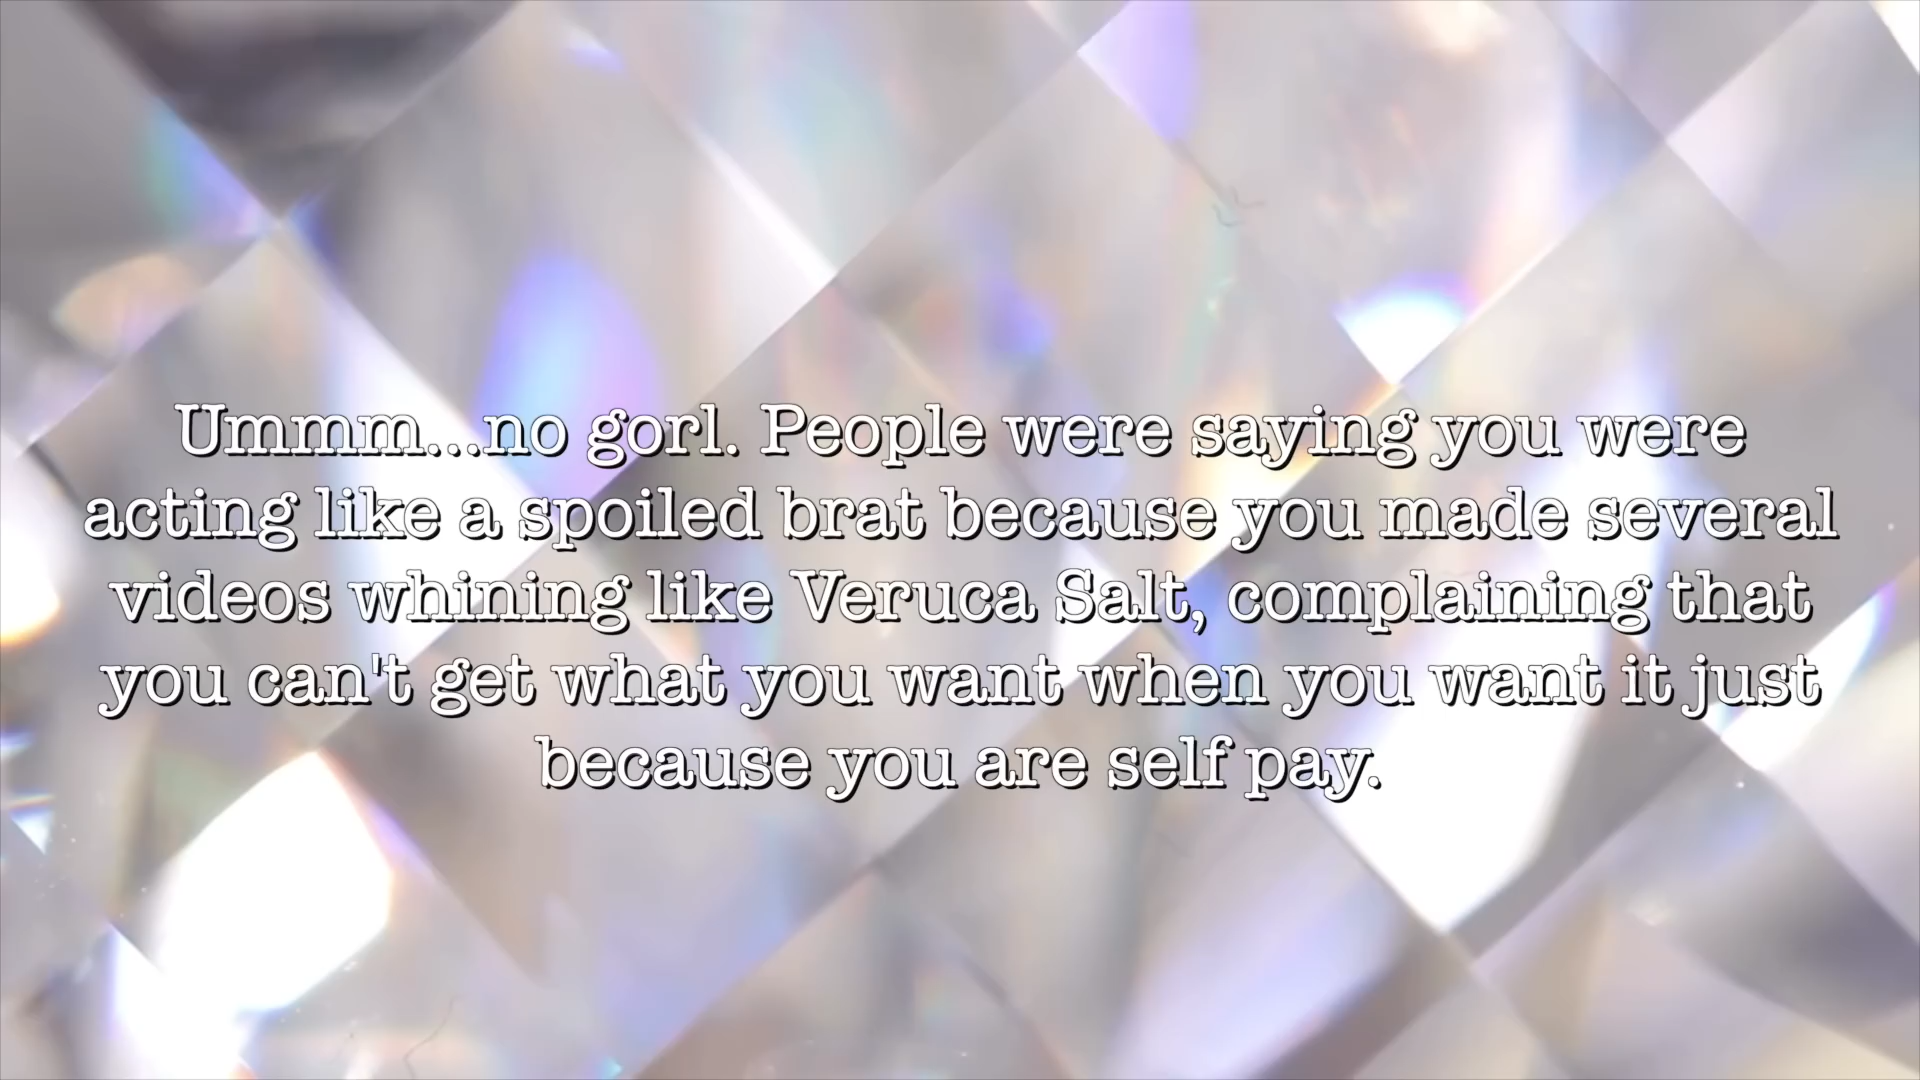 Ummm...no gorl. People were saying you were
acting like a spoiled brat because you made several
videos whining like Veruca Salt, complaining that
you can't get what you want when you want it just
because you are self pay.